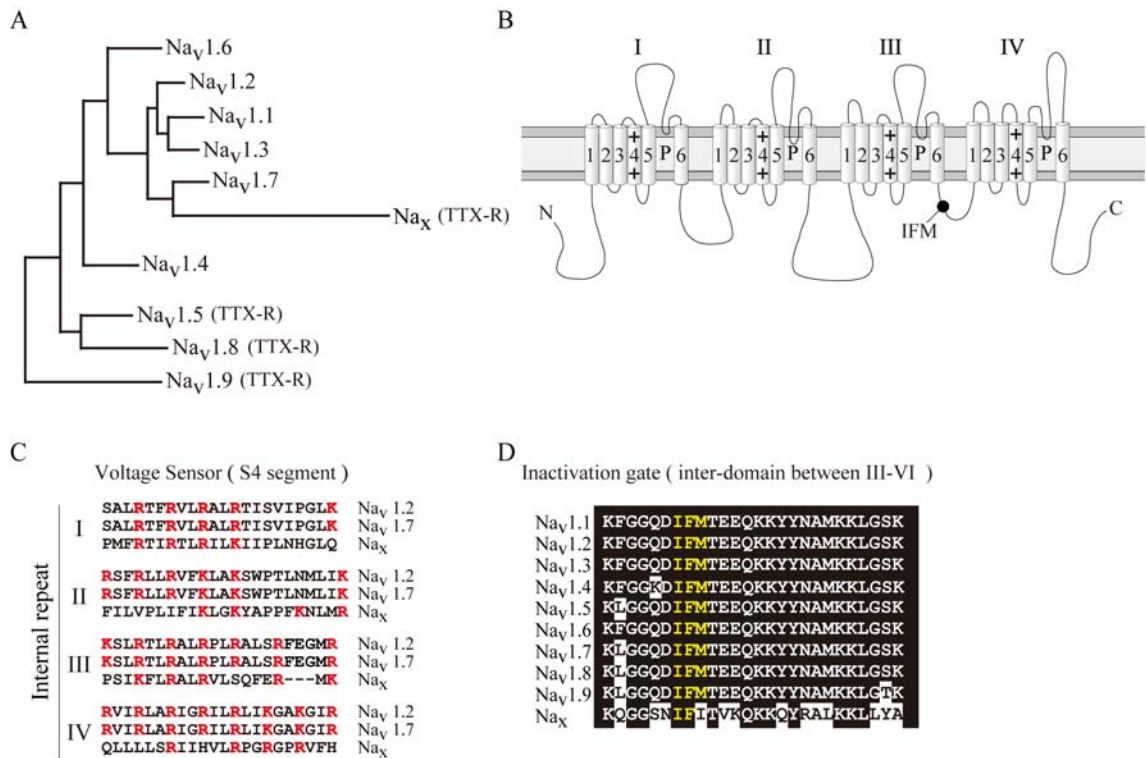 A
Nav1.6
Nav1.2
Nav1.1
Nav1.3
Nav1.7
Nax (TTX-R)
Nav1.4
Nav1.5 (TTX-R)
Nav1.8 (TTX-R)
Nav1.9 (TTX-R)
B
I II III IV
1 2 3 + 4 + 5 P 6 1 2 3 + 4 + 5 P 6 1 2 3 + 4 + 5 P 6 1 2 3 + 4 + 5 P 6
N
IFM
C
C
Voltage Sensor ( S4 segment )
Internal repeat
I
SALRTFRVLRALRTISVIPGLK Nav 1.2
SALRTFRVLRALRTISVIPGLK Nav 1.7
PMFRTIRTLRILKIIPLNHGLQ Nax
II
RSFRLLRVFKLAKSWPTLNMLIK Nav 1.2
RSFRLLRVFKLAKSWPTLNMLIK Nav 1.7
FILVPLIFIKLGKYAPPFKNLMR Nax
III
KSLRTLRALRPLRALSRFEGMR Nav 1.2
KSLRTLRALRPLRALSRFEGMR Nav 1.7
PSIKFLRALRVLSQFER---MK Nax
IV
RVIRLARIGRILRLIKGAKGIR Nav 1.2
RVIRLARIGRILRLIKGAKGIR Nav 1.7
QLLLLSRIIHVLRPGRGPRVFH Nax
D
Inactivation gate ( inter-domain between III-VI )
Nav1.1 KFGGQDIFMTEEQKKYYNAMKKLGSK
Nav1.2 KFGGQDIFMTEEQKKYYNAMKKLGSK
Nav1.3 KFGGQDIFMTEEQKKYYNAMKKLGSK
Nav1.4 KFGGKDIFMTEEQKKYYNAMKKLGSK
Nav1.5 KLGGQDIFMTEEQKKYYNAMKKLGSK
Nav1.6 KFGGQDIFMTEEQKKYYNAMKKLGSK
Nav1.7 KLGGQDIFMTEEQKKYYNAMKKLGSK
Nav1.8 KLGGQDIFMTEEQKKYYNAMKKLGSK
Nav1.9 KLGGQDIFMTEEQKKYYNAMKKLGTK
Nax KQGGSNIFITVKQKKQYRALKKLLYA